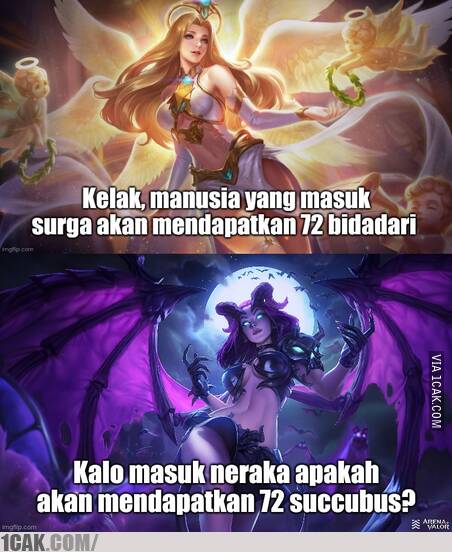 Kelak, manusia yang masuk
surga akan mendapatkan 72 bidadari
imgflip.com
VIA 1CAK.COM
Kalo masuk neraka apakah
akan mendapatkan 72 succubus?
imgflip.com
ARENA OF
VALOR
1CAK.COM/